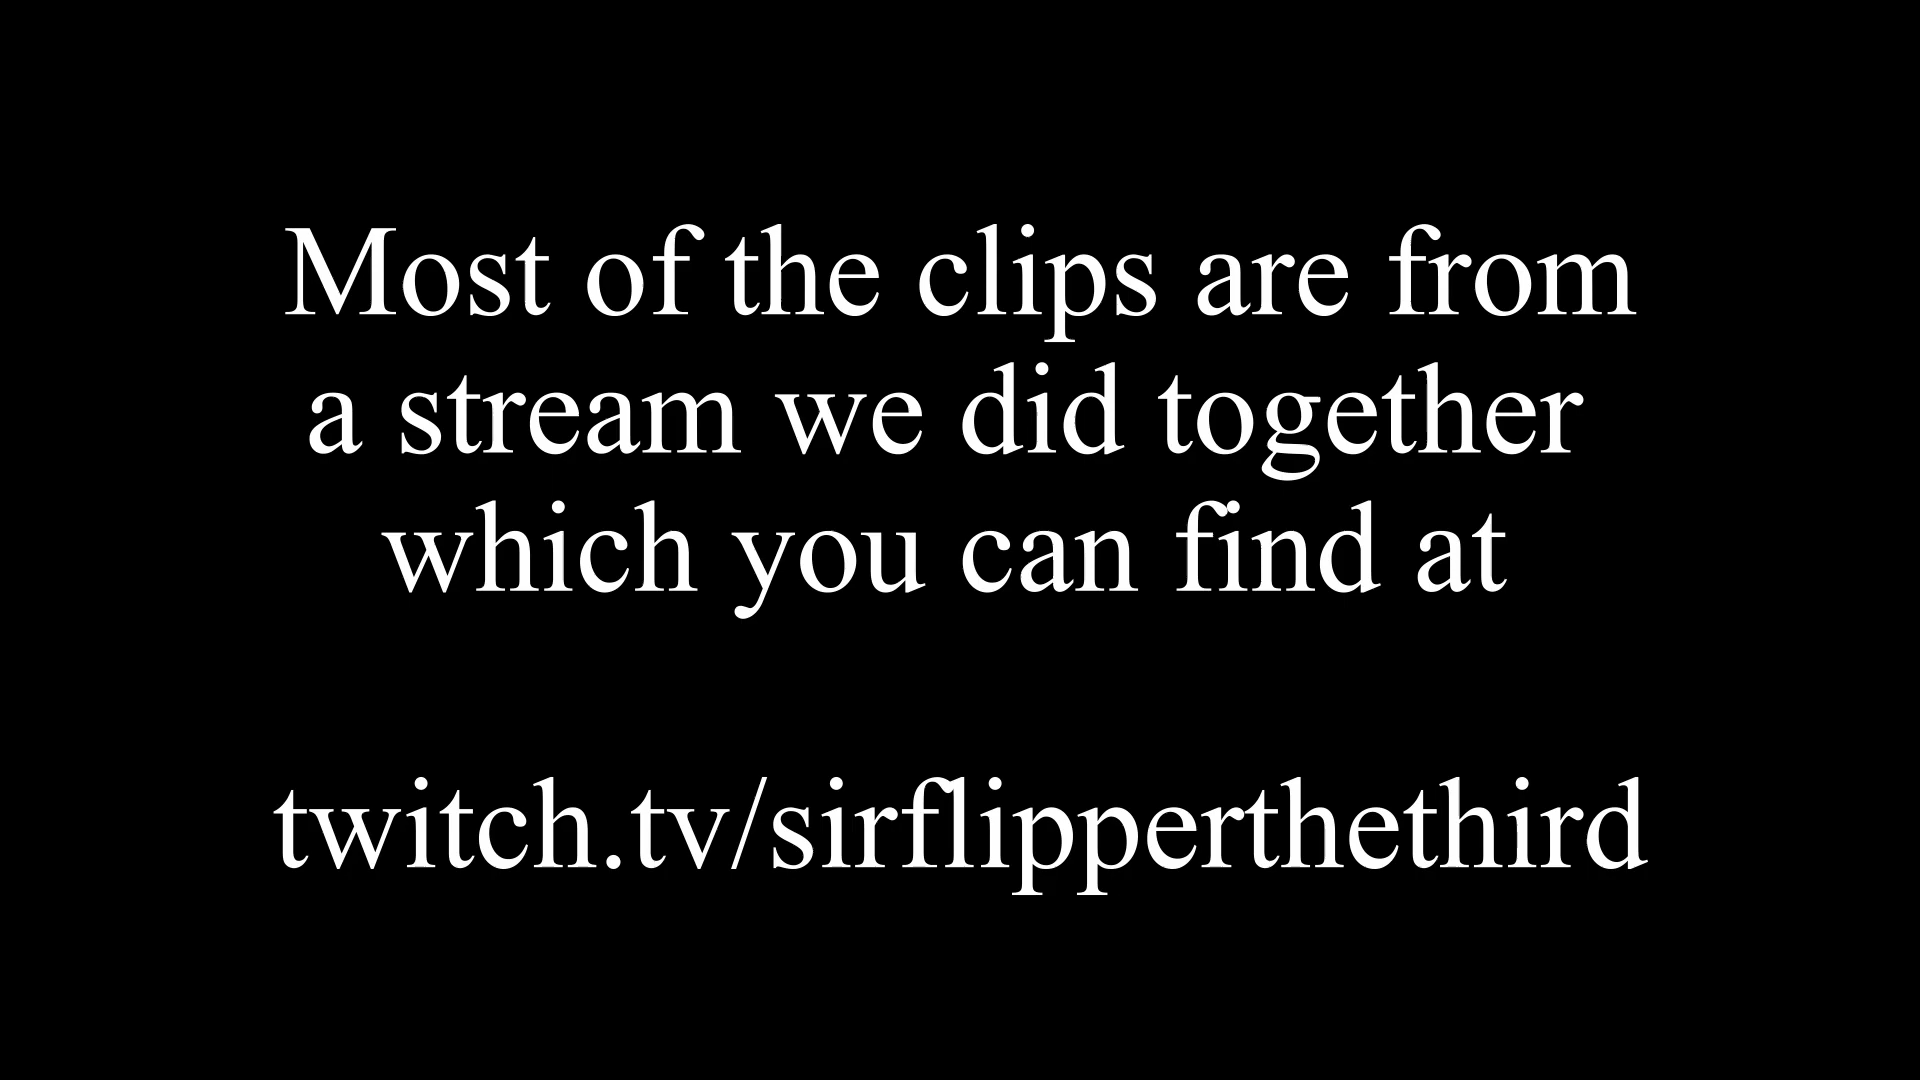 Most of the clips are from
a stream we did together
which you can find at
twitch.tv/sirflipperthethird